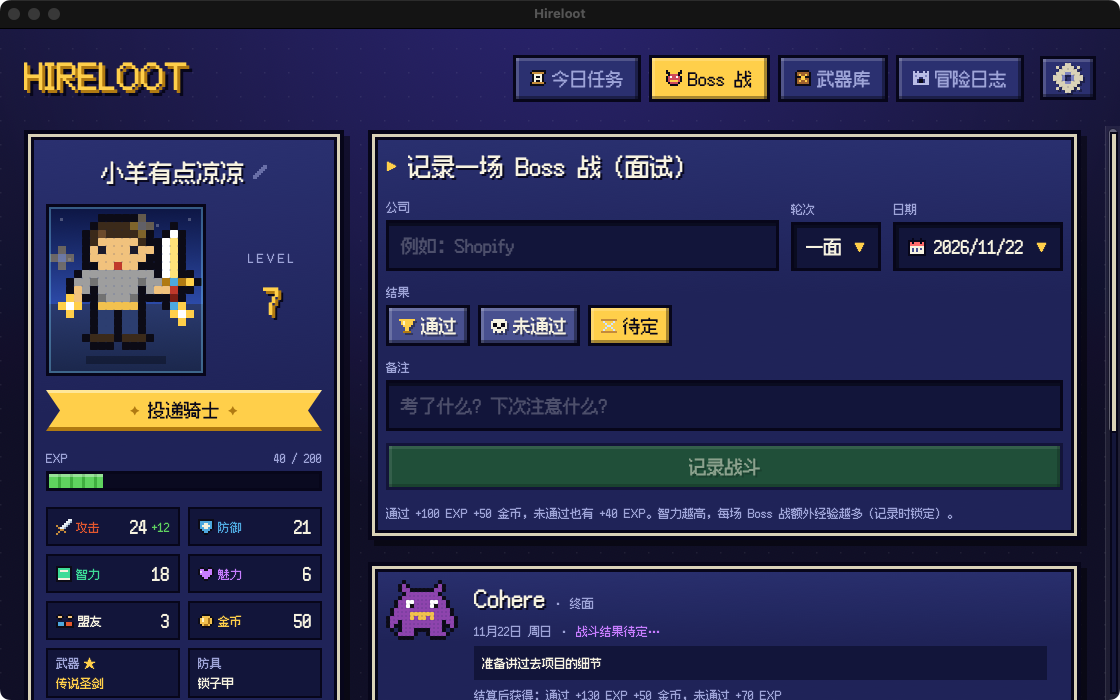 Hireloot
HIRELOOT
今日任务
Boss 战
武器库
冒险日志
小羊有点凉凉
LEVEL
7
投递骑士
EXP 40 / 200
攻击 24 +12
防御 21
智力 18
魅力 6
盟友 3
金币 50
武器
传说圣剑
防具
锁子甲
记录一场 Boss 战（面试）
公司
轮次
日期
例如：Shopify
一面
2026/11/22
结果
通过
未通过
待定
备注
考了什么？下次注意什么？
记录战斗
通过 +100 EXP +50 金币，未通过也有 +40 EXP。智力越高，每场 Boss 战额外经验越多（记录时锁定）。
Cohere · 终面
11月22日 周日 · 战斗结果待定…
准备讲过去项目的细节
结算后获得：通过 +130 EXP +50 金币，未通过 +70 EXP